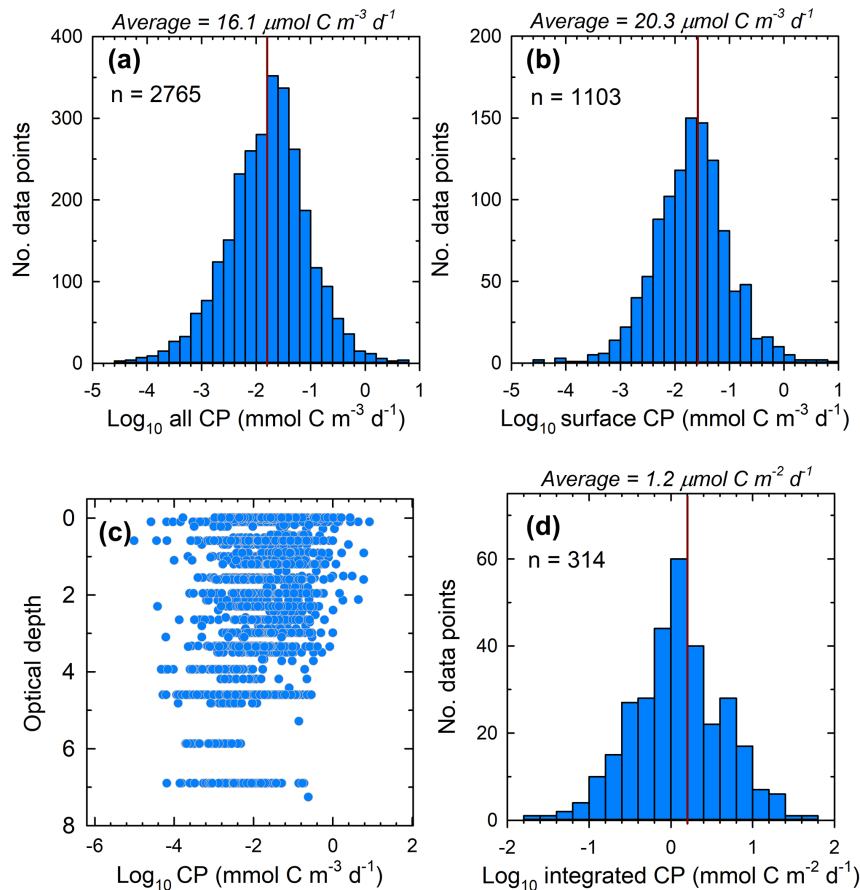 Average = 16.1 μmol C m⁻³ d⁻¹
(a)
n = 2765
400
300
200
100
0
No. data points
-5 -4 -3 -2 -1 0 1
Log₁₀ all CP (mmol C m⁻³ d⁻¹)
Average = 20.3 μmol C m⁻³ d⁻¹
(b)
n = 1103
200
150
100
50
0
No. data points
-5 -4 -3 -2 -1 0 1
Log₁₀ surface CP (mmol C m⁻³ d⁻¹)
(c)
0
2
4
6
8
Optical depth
-6 -4 -2 0 2
Log₁₀ CP (mmol C m⁻³ d⁻¹)
Average = 1.2 μmol C m⁻² d⁻¹
(d)
n = 314
60
40
20
0
No. data points
-2 -1 0 1 2
Log₁₀ integrated CP (mmol C m⁻² d⁻¹)